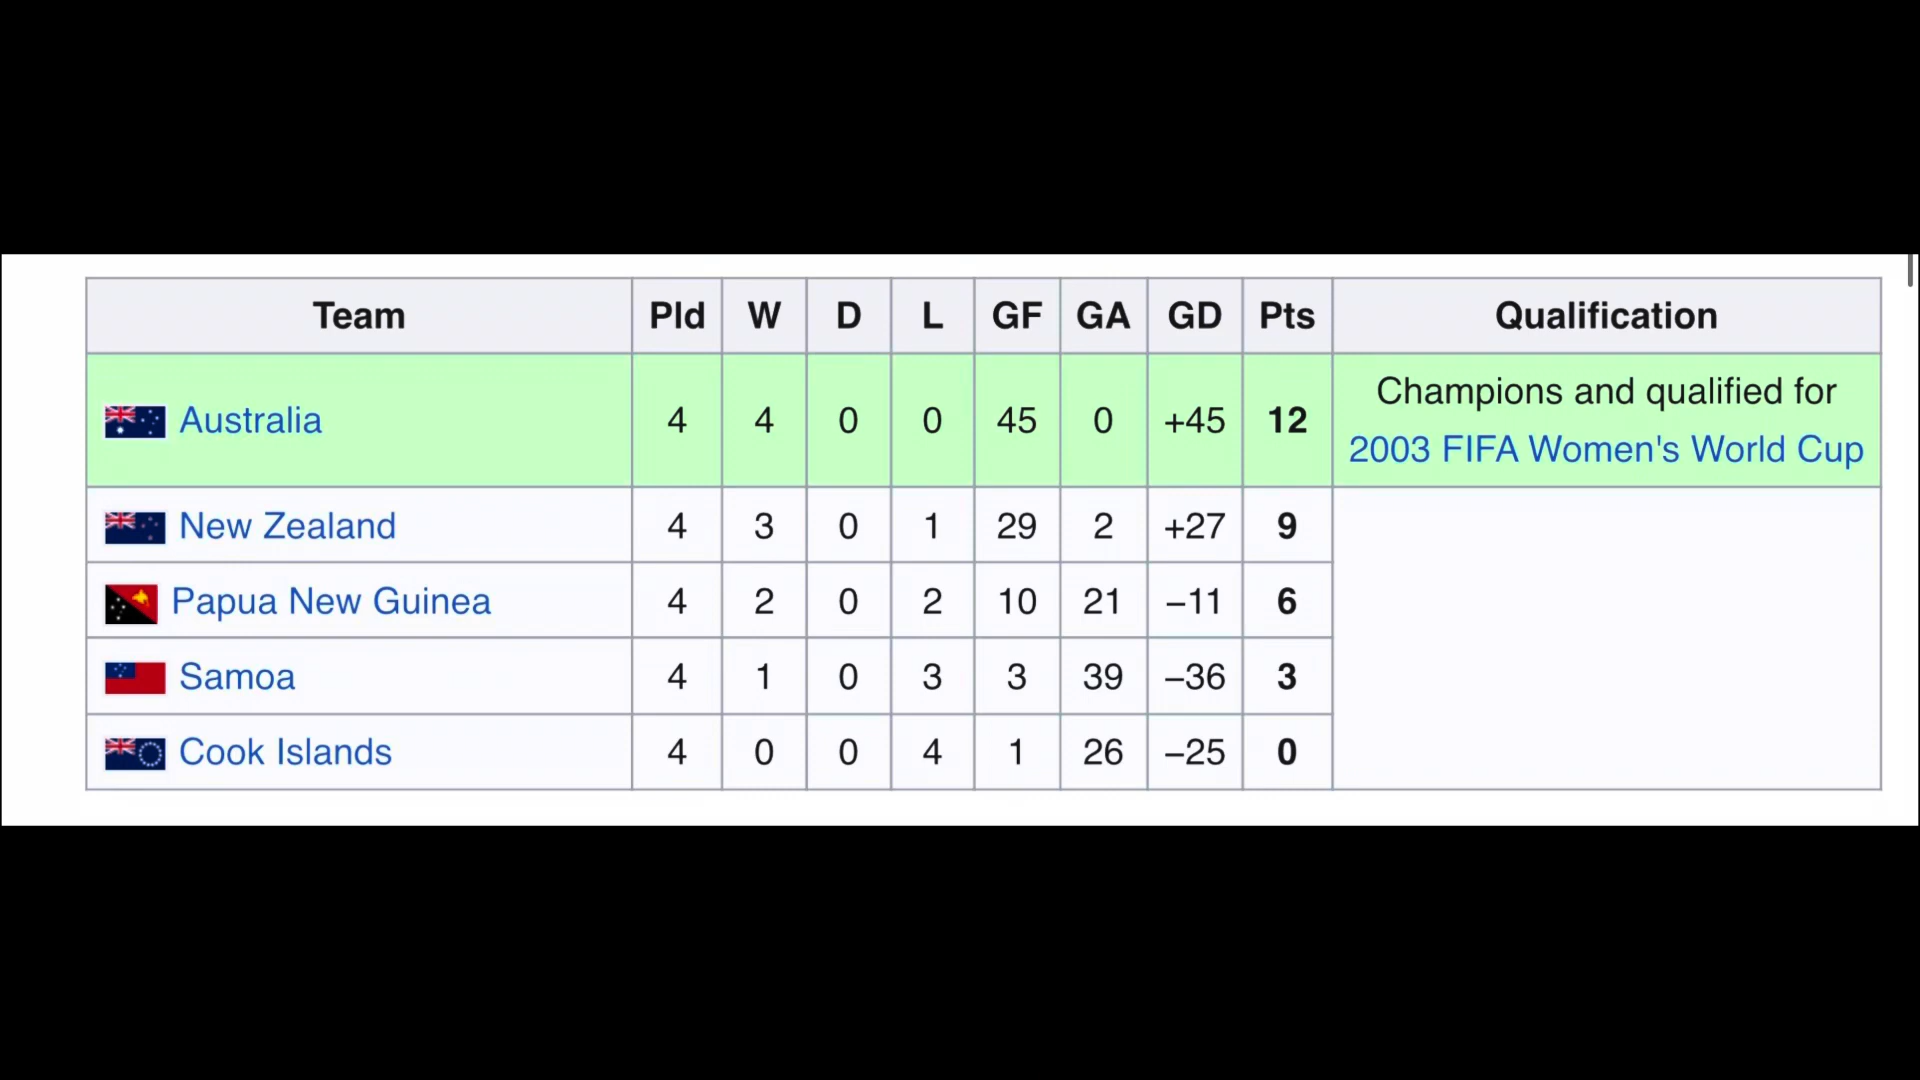 Team Pld W D L GF GA GD Pts Qualification
Australia 4 4 0 0 45 0 +45 12 Champions and qualified for
2003 FIFA Women's World Cup
New Zealand 4 3 0 1 29 2 +27 9
Papua New Guinea 4 2 0 2 10 21 −11 6
Samoa 4 1 0 3 3 39 −36 3
Cook Islands 4 0 0 4 1 26 −25 0